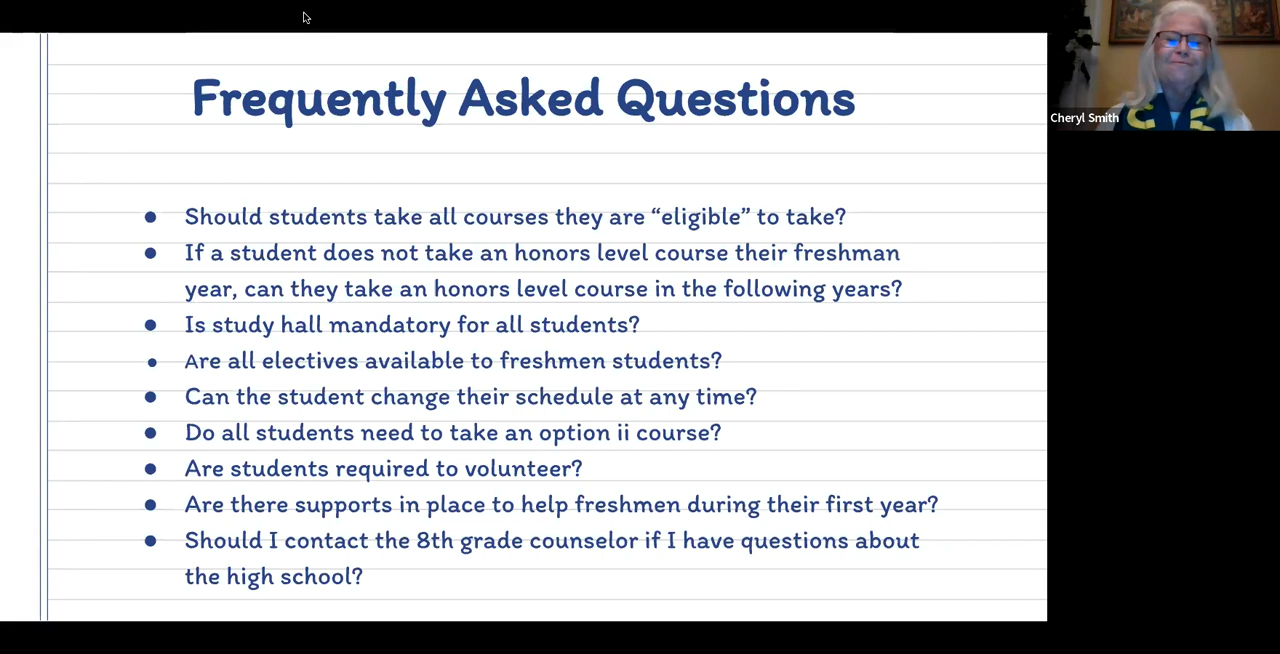 Frequently Asked Questions
● Should students take all courses they are “eligible” to take?
● If a student does not take an honors level course their freshman
year, can they take an honors level course in the following years?
● Is study hall mandatory for all students?
● Are all electives available to freshmen students?
● Can the student change their schedule at any time?
● Do all students need to take an option ii course?
● Are students required to volunteer?
● Are there supports in place to help freshmen during their first year?
● Should I contact the 8th grade counselor if I have questions about
the high school?
Cheryl Smith